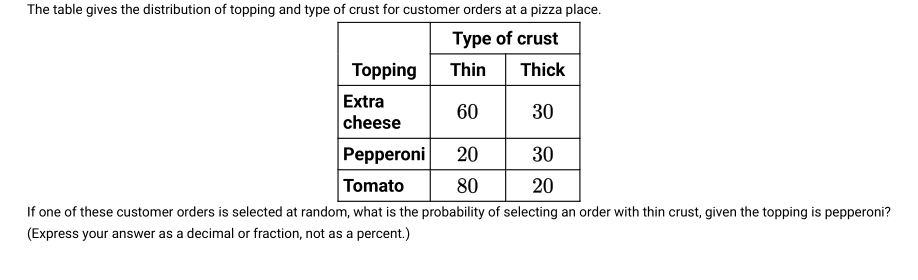 The table gives the distribution of topping and type of crust for customer orders at a pizza place.
Type of crust
Topping Thin Thick
Extra
cheese 60 30
Pepperoni 20 30
Tomato 80 20
If one of these customer orders is selected at random, what is the probability of selecting an order with thin crust, given the topping is pepperoni?
(Express your answer as a decimal or fraction, not as a percent.)